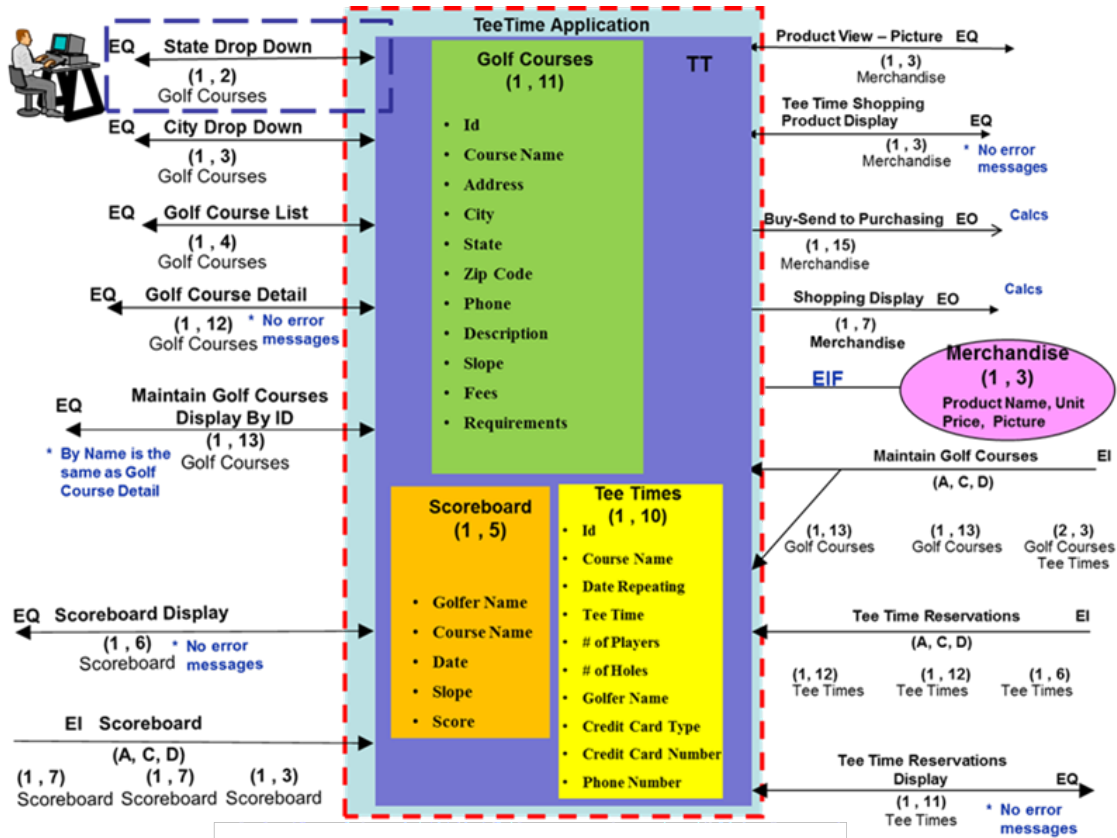 TeeTime Application
EQ State Drop Down
(1 , 2)
Golf Courses
EQ City Drop Down
(1 , 3)
Golf Courses
EQ Golf Course List
(1 , 4)
Golf Courses
EQ Golf Course Detail
(1 , 12) * No error
Golf Courses messages
Maintain Golf Courses
EQ Display By ID
(1 , 13)
Golf Courses
* By Name is the
same as Golf
Course Detail
EQ Scoreboard Display
(1 , 6) * No error
Scoreboard messages
EI Scoreboard
(A, C, D)
(1 , 7) (1 , 7) (1 , 3)
Scoreboard Scoreboard Scoreboard
Golf Courses
(1 , 11)
TT
• Id
• Course Name
• Address
• City
• State
• Zip Code
• Phone
• Description
• Slope
• Fees
• Requirements
Scoreboard
(1 , 5)
• Golfer Name
• Course Name
• Date
• Slope
• Score
Tee Times
(1 , 10)
• Id
• Course Name
• Date Repeating
• Tee Time
• # of Players
• # of Holes
• Golfer Name
• Credit Card Type
• Credit Card Number
• Phone Number
Product View – Picture EQ
(1 , 3)
Merchandise
Tee Time Shopping
Product Display EQ
(1 , 3) * No error
Merchandise messages
Buy-Send to Purchasing EO Calcs
(1 , 15)
Merchandise
Shopping Display EO Calcs
(1 , 7)
Merchandise
EIF
Merchandise
(1 , 3)
Product Name, Unit
Price, Picture
Maintain Golf Courses EI
(A, C, D)
(1 , 13) (1 , 13) (2 , 3)
Golf Courses Golf Courses Golf Courses
Tee Times
Tee Time Reservations EI
(A, C, D)
(1 , 12) (1 , 12) (1 , 6)
Tee Times Tee Times Tee Times
Tee Time Reservations
Display EQ
(1 , 11) * No error
Tee Times messages